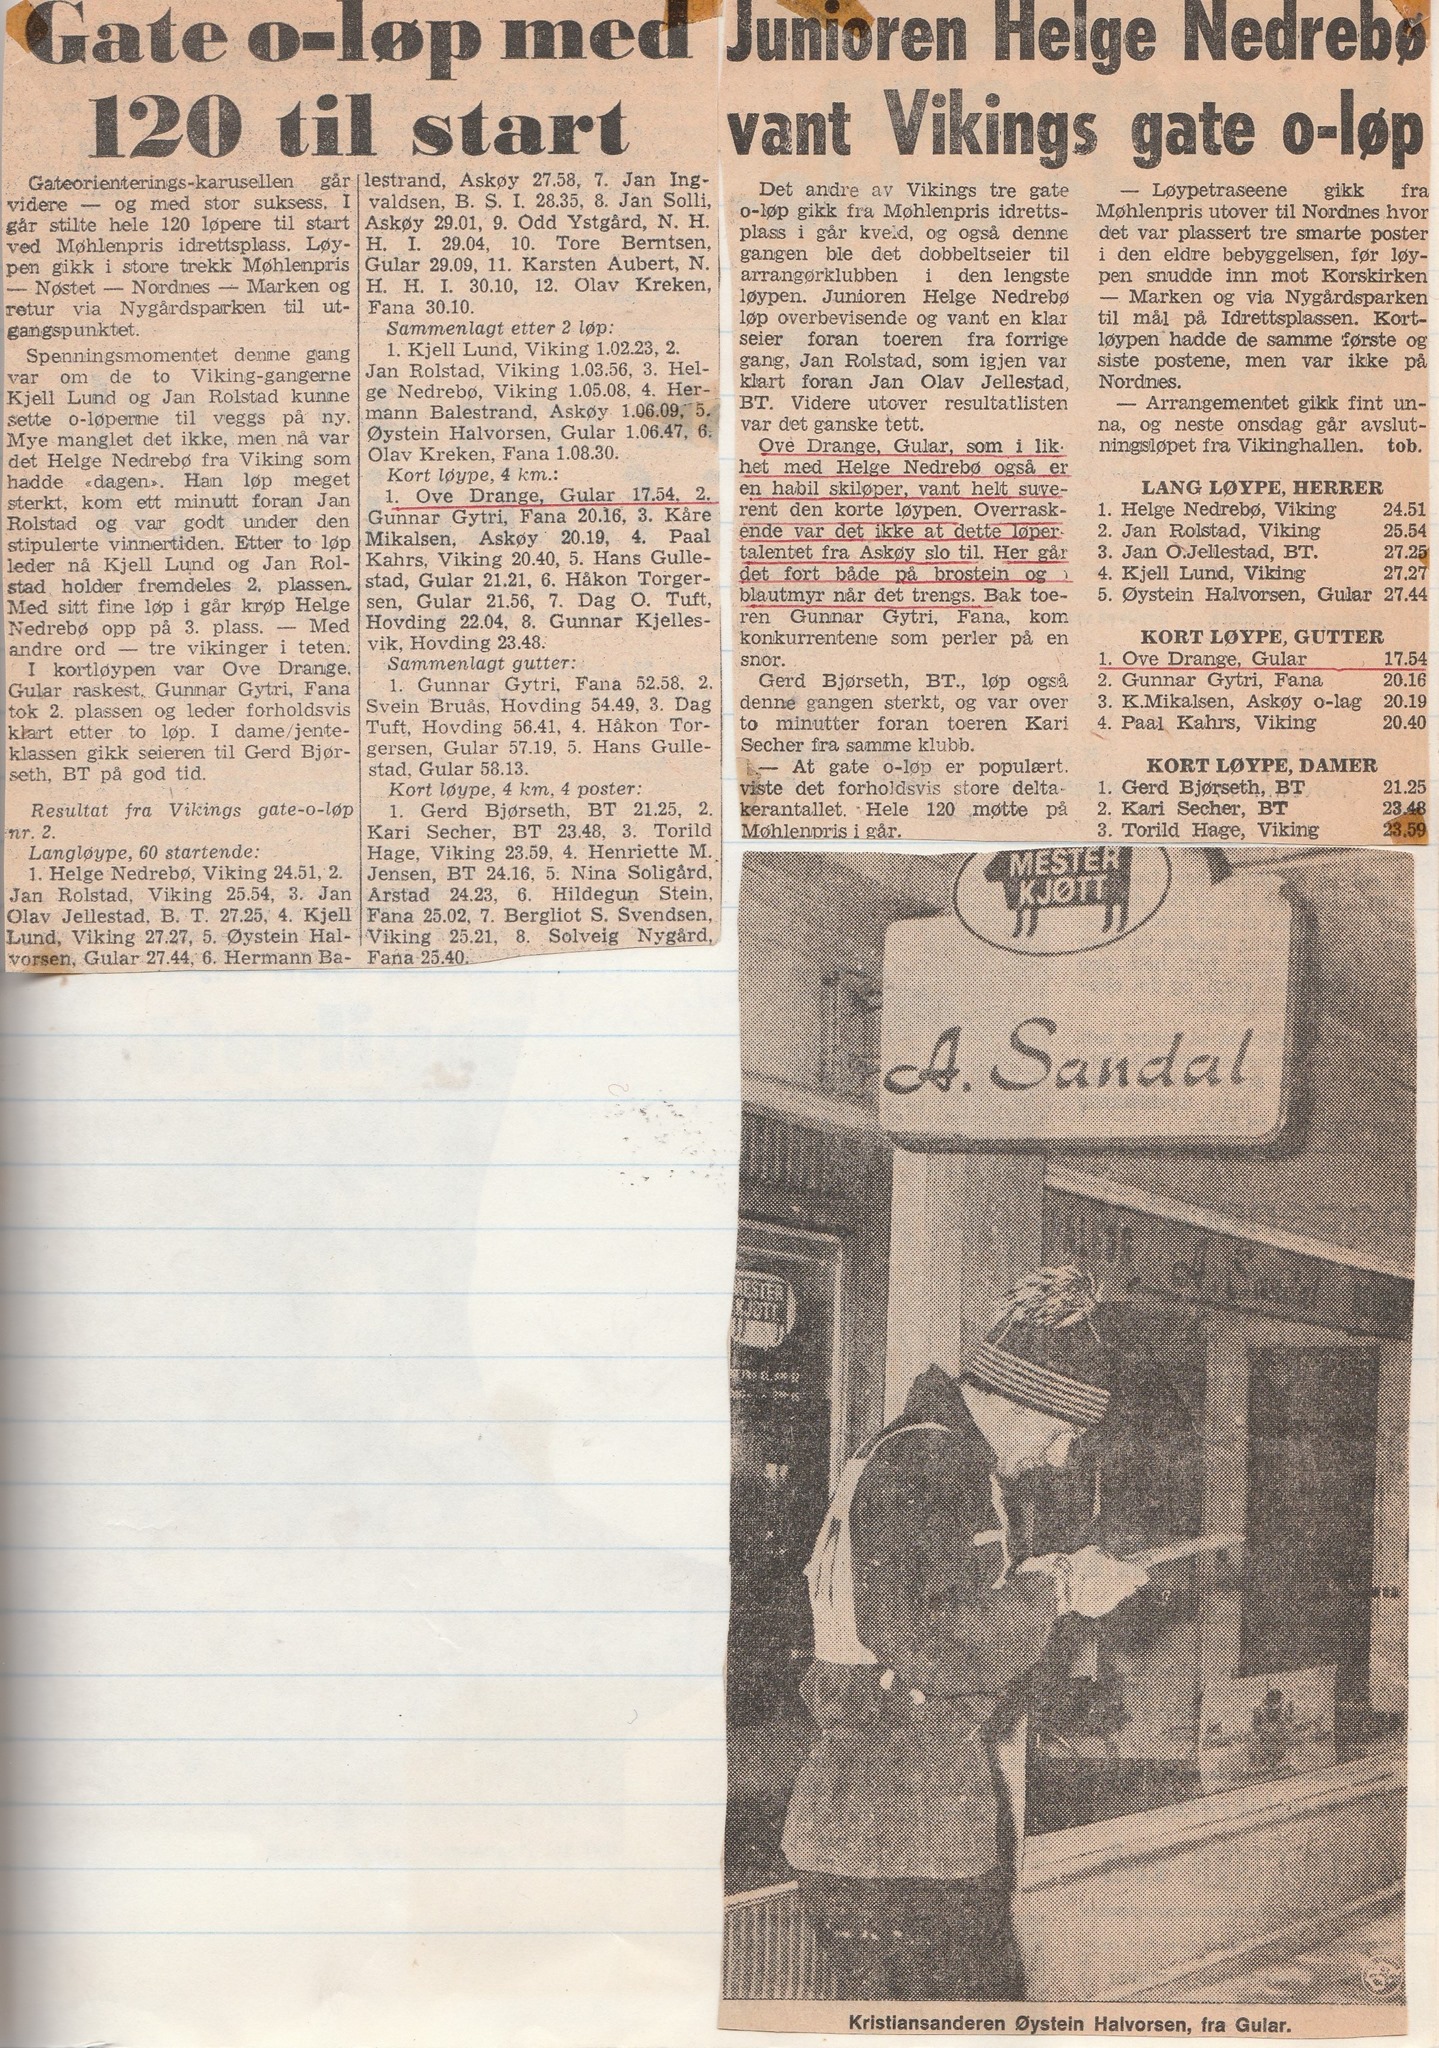 Gate o-løp med
120 til start
Gateorienterings-karusellen går
videre — og med stor suksess. I
går stilte hele 120 løpere til start
ved Møhlenpris idrettsplass. Løy-
pen gikk i store trekk Møhlenpris
— Nøstet — Nordnes — Marken og
retur via Nygårdsparken til ut-
gangspunktet.
Spenningsmomentet denne gang
var om de to Viking-gangerne
Kjell Lund og Jan Rolstad kunne
sette o-løperne til veggs på ny.
Mye manglet det ikke, men nå var
det Helge Nedrebø fra Viking som
hadde «dagen». Han løp meget
sterkt, kom ett minutt foran Jan
Rolstad og var godt under den
stipulerte vinnertiden. Etter to løp
leder nå Kjell Lund og Jan Rol-
stad holder fremdeles 2. plassen.
Med sitt fine løp i går krøp Helge
Nedrebø opp på 3. plass. — Med
andre ord — tre vikinger i teten.
I kortløypen var Ove Drange,
Gular raskest. Gunnar Gytri, Fana
tok 2. plassen og leder forholdsvis
klart etter to løp. I dame/jente-
klassen gikk seieren til Gerd Bjør-
seth, BT på god tid.
Resultat fra Vikings gate-o-løp
nr. 2.
Langløype, 60 startende:
1. Helge Nedrebø, Viking 24.51, 2.
Jan Rolstad, Viking 25.54, 3. Jan
Olav Jellestad, B. T. 27.25, 4. Kjell
Lund, Viking 27.27, 5. Øystein Hal-
vorsen, Gular 27.44, 6. Hermann Ba-
lestrand, Askøy 27.58, 7. Jan Ing-
valdsen, B. S. I. 28.35, 8. Jan Solli,
Askøy 29.01, 9. Odd Ystgård, N. H.
H. I. 29.04, 10. Tore Berntsen,
Gular 29.09, 11. Karsten Aubert, N.
H. H. I. 30.10, 12. Olav Kreken,
Fana 30.10.
Sammenlagt etter 2 løp:
1. Kjell Lund, Viking 1.02.23, 2.
Jan Rolstad, Viking 1.03.56, 3. Hel-
ge Nedrebø, Viking 1.05.08, 4. Her-
mann Balestrand, Askøy 1.06.09, 5.
Øystein Halvorsen, Gular 1.06.47, 6.
Olav Kreken, Fana 1.08.30.
Kort løype, 4 km.:
1. Ove Drange, Gular 17.54, 2.
Gunnar Gytri, Fana 20.16, 3. Kåre
Mikalsen, Askøy 20.19, 4. Paal
Kahrs, Viking 20.40, 5. Hans Gulle-
stad, Gular 21.21, 6. Håkon Torger-
sen, Gular 21.56, 7. Dag O. Tuft,
Hovding 22.04, 8. Gunnar Kjelles-
vik, Hovding 23.48.
Sammenlagt gutter:
1. Gunnar Gytri, Fana 52.58, 2.
Svein Bruås, Hovding 54.49, 3. Dag
Tuft, Hovding 56.41, 4. Håkon Tor-
gersen, Gular 57.19, 5. Hans Gulle-
stad, Gular 58.13.
Kort løype, 4 km, 4 poster:
1. Gerd Bjørseth, BT 21.25, 2.
Kari Secher, BT 23.48, 3. Torild
Hage, Viking 23.59, 4. Henriette M.
Jensen, BT 24.16, 5. Nina Soligård,
Årstad 24.23, 6. Hildegun Stein,
Fana 25.02, 7. Bergliot S. Svendsen,
Viking 25.21, 8. Solveig Nygård,
Fana 25.40.
Junioren Helge Nedrebø
vant Vikings gate o-løp
Det andre av Vikings tre gate
o-løp gikk fra Møhlenpris idretts-
plass i går kveld, og også denne
gangen ble det dobbeltseier til
arrangørklubben i den lengste
løypen. Junioren Helge Nedrebø
løp overbevisende og vant en klar
seier foran toeren fra forrige
gang, Jan Rolstad, som igjen var
klart foran Jan Olav Jellestad,
BT. Videre utover resultatlisten
var det ganske tett.
Ove Drange, Gular, som i lik-
het med Helge Nedrebø også er
en habil skiløper, vant helt suve-
rent den korte løypen. Overrask-
ende var det ikke at dette løper-
talentet fra Askøy slo til. Her går
det fort både på brostein og i
blautmyr når det trengs. Bak toe-
ren Gunnar Gytri, Fana, kom
konkurrentene som perler på en
snor.
Gerd Bjørseth, BT., løp også
denne gangen sterkt, og var over
to minutter foran toeren Kari
Secher fra samme klubb.
— At gate o-løp er populært.
viste det forholdsvis store delta-
kerantallet. Hele 120 møtte på
Møhlenpris i går.
— Løypetraseene gikk fra
Møhlenpris utover til Nordnes hvor
det var plassert tre smarte poster
i den eldre bebyggelsen, før løy-
pen snudde inn mot Korskirken
— Marken og via Nygårdsparken
til mål på Idrettsplassen. Kort-
løypen hadde de samme første og
siste postene, men var ikke på
Nordnes.
— Arrangementet gikk fint un-
na, og neste onsdag går avslut-
ningsløpet fra Vikinghallen. tob.
LANG LØYPE, HERRER
1. Helge Nedrebø, Viking 24.51
2. Jan Rolstad, Viking 25.54
3. Jan O.Jellestad, BT. 27.25
4. Kjell Lund, Viking 27.27
5. Øystein Halvorsen, Gular 27.44
KORT LØYPE, GUTTER
1. Ove Drange, Gular 17.54
2. Gunnar Gytri, Fana 20.16
3. K.Mikalsen, Askøy o-lag 20.19
4. Paal Kahrs, Viking 20.40
KORT LØYPE, DAMER
1. Gerd Bjørseth, BT 21.25
2. Kari Secher, BT 23.48
3. Torild Hage, Viking 23.59
MESTER
KJØTT
A. Sandal
MESTER
KJØTT
Kristiansanderen Øystein Halvorsen, fra Gular.